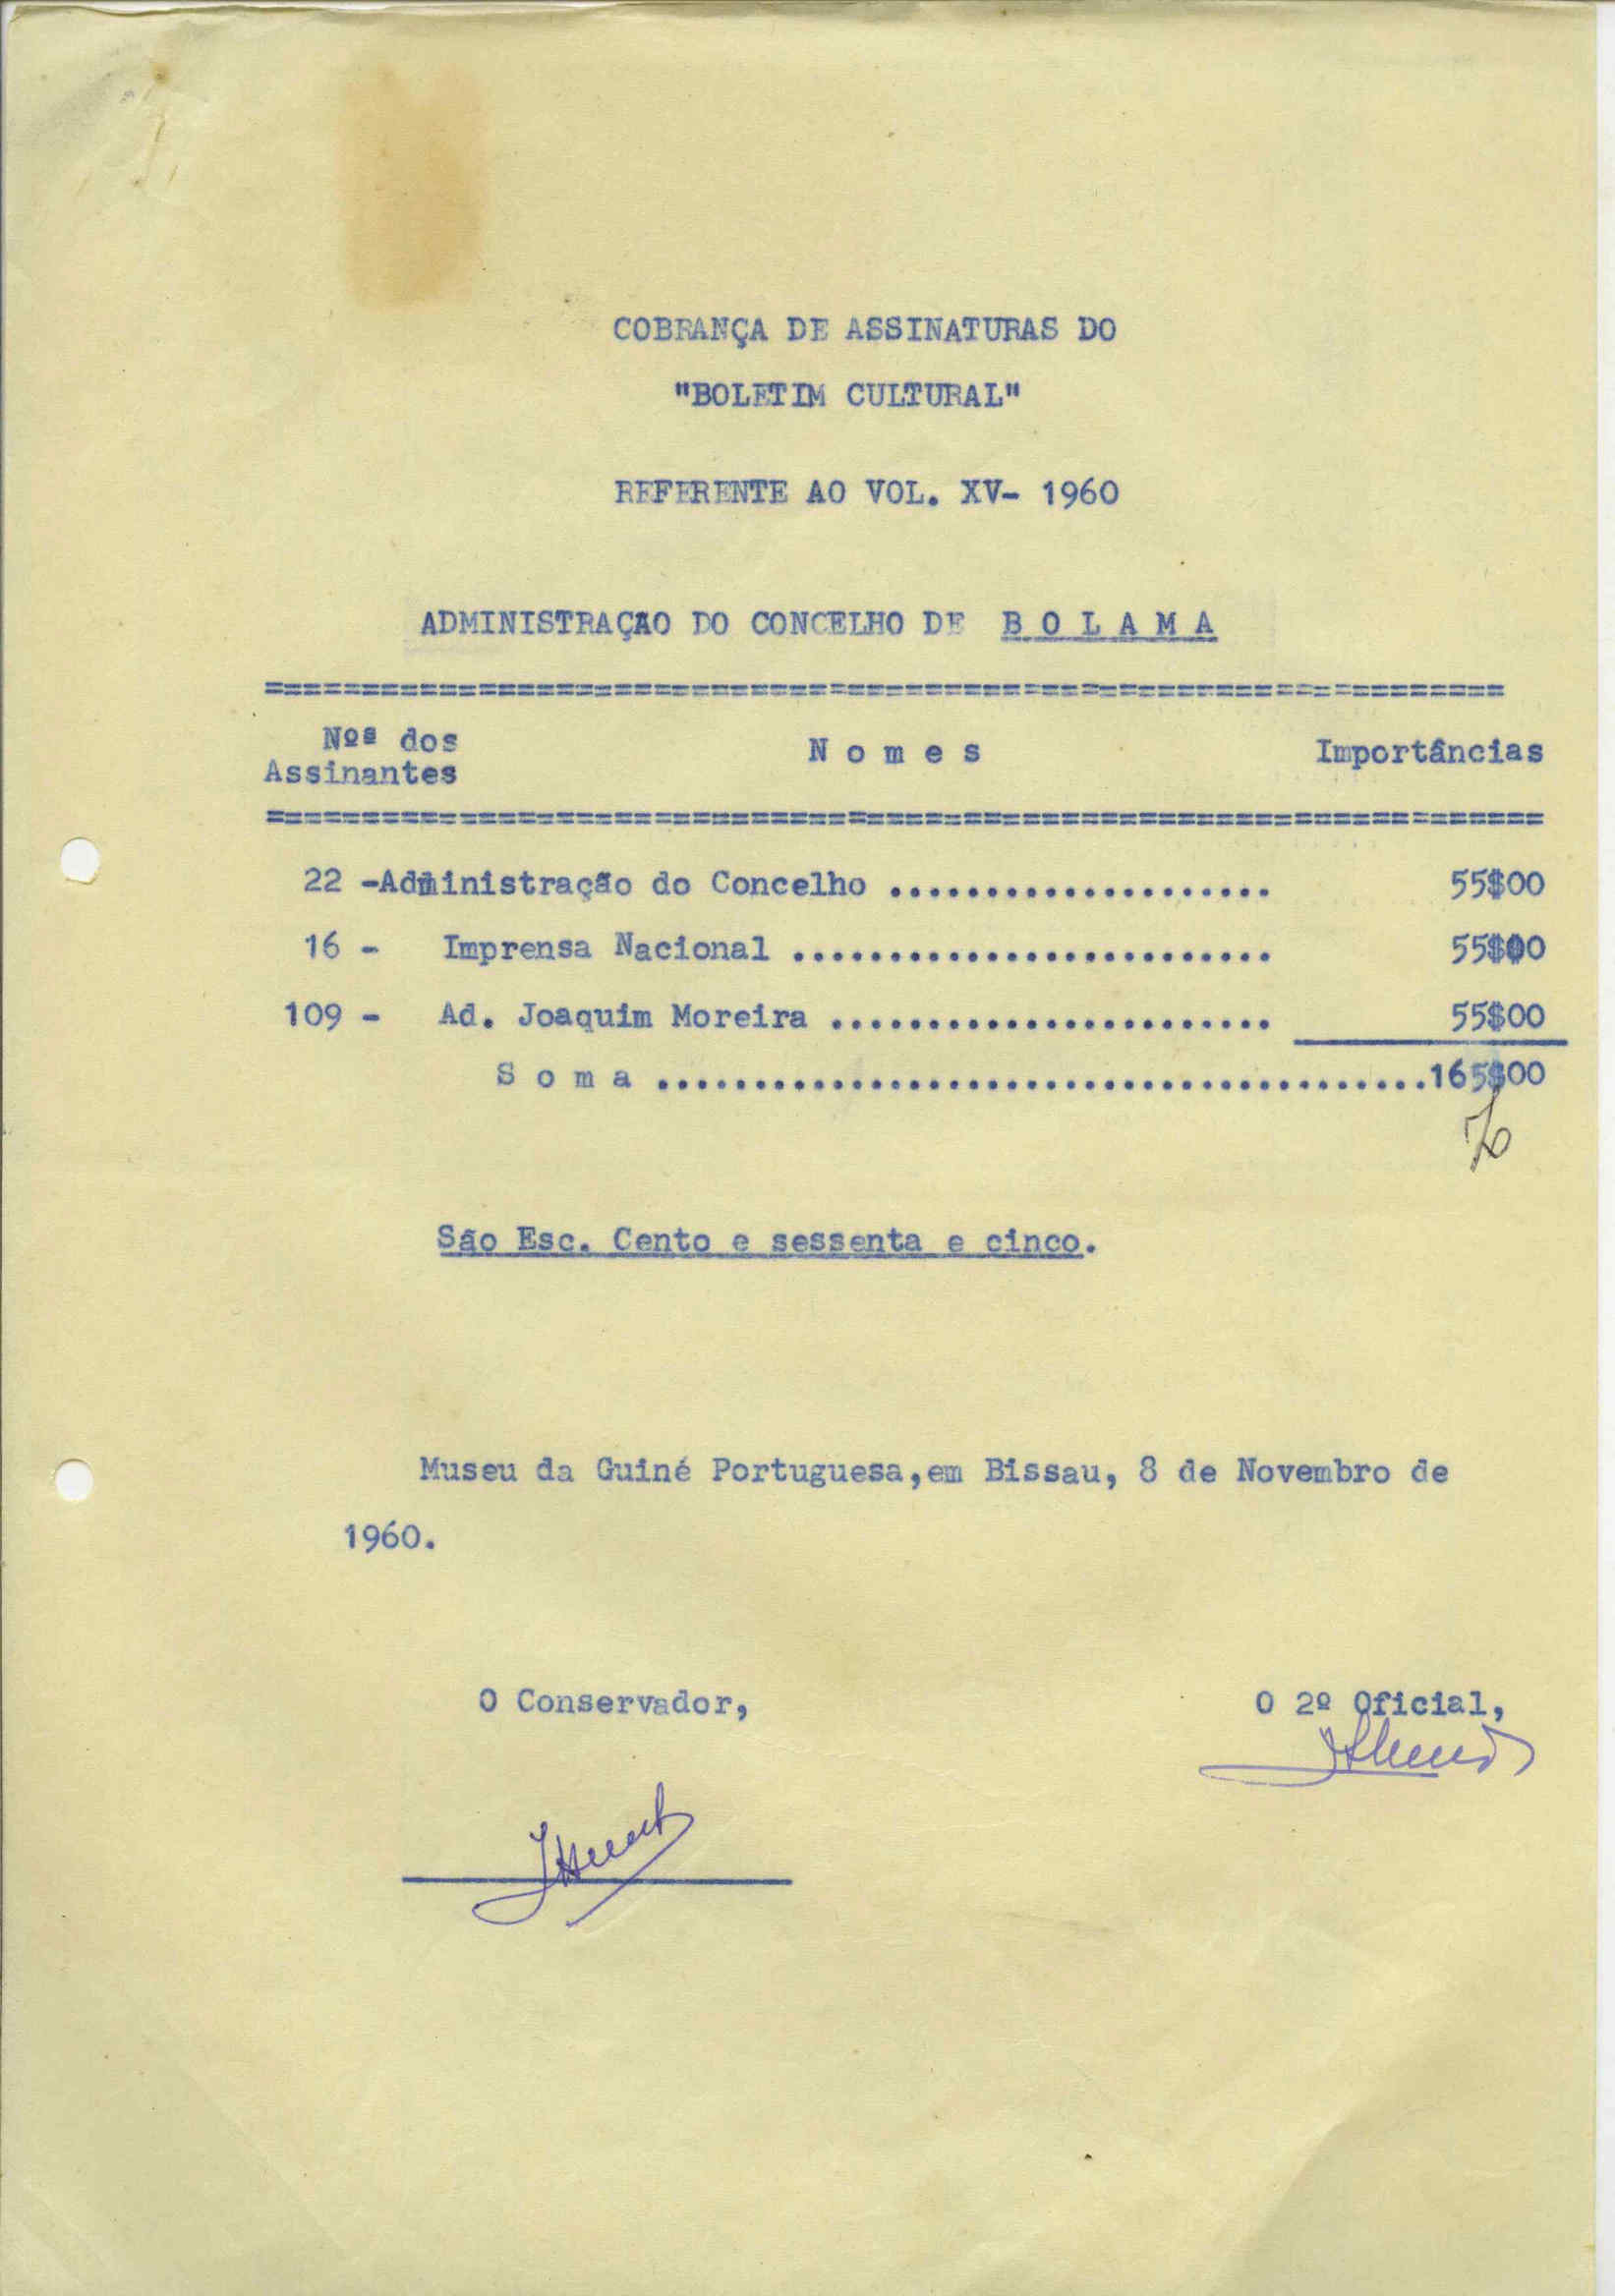 COBRANÇA DE ASSINATURAS DO
"BOLETIM CULTURAL"
REFERENTE AO VOL. XV- 1960
ADMINISTRAÇÃO DO CONCELHO DE B O L A M A
==================================================================
Nºs dos
Assinantes
N o m e s
Importâncias
==================================================================
22 -Administração do Concelho .................... 55$00
16 - Imprensa Nacional ......................... 55$00
109 - Ad. Joaquim Moreira ....................... 55$00
S o m a ........................................165$00
São Esc. Cento e sessenta e cinco.
Museu da Guiné Portuguesa,em Bissau, 8 de Novembro de
1960.
O Conservador,
O 2º Oficial,